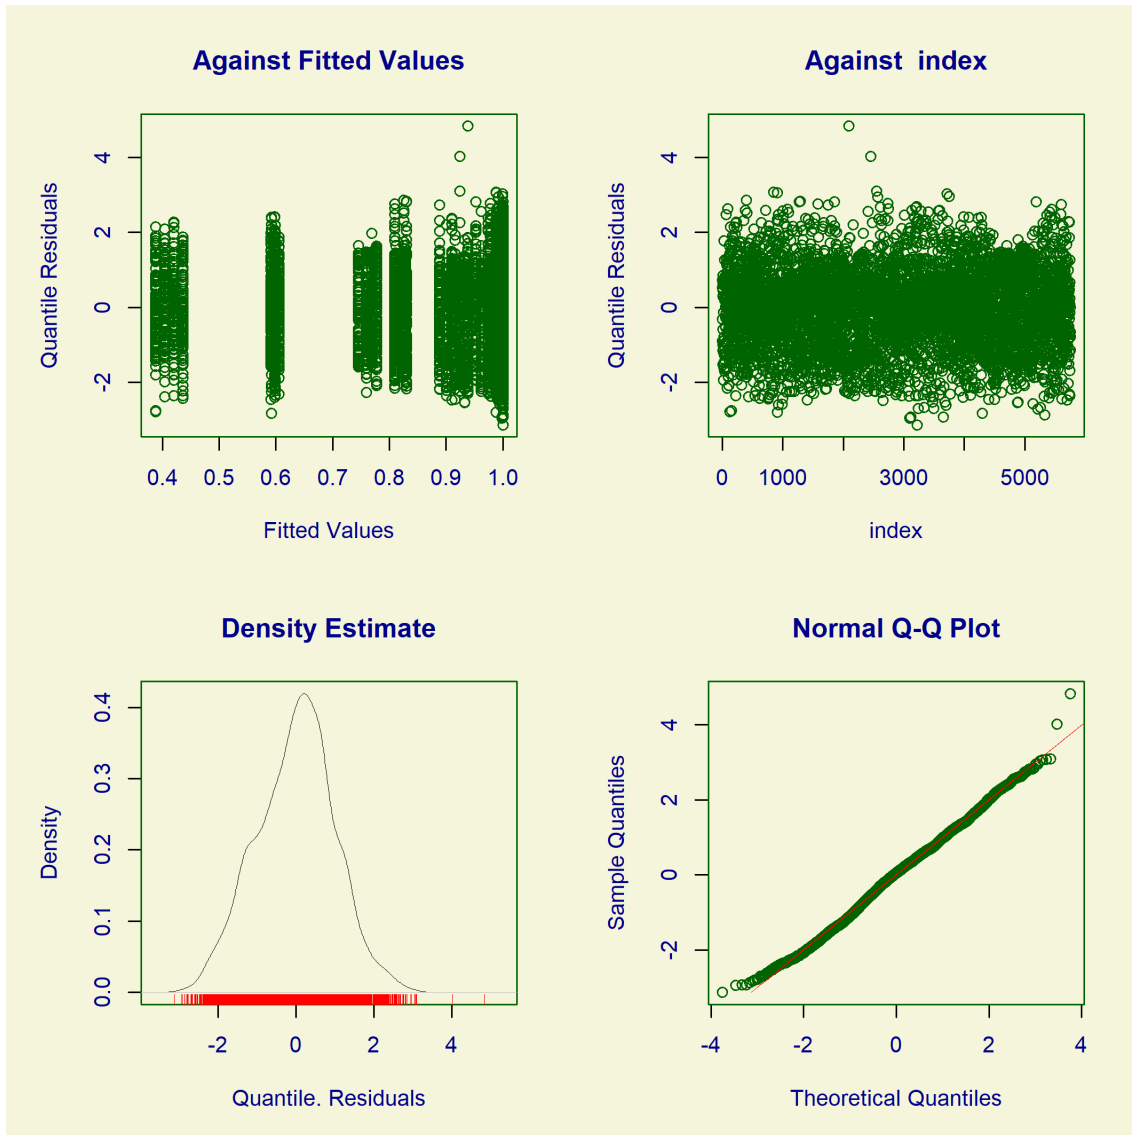 Against Fitted Values
Quantile Residuals
4
2
0
-2
0.4 0.5 0.6 0.7 0.8 0.9 1.0
Fitted Values
Against  index
Quantile Residuals
4
2
0
-2
0 1000 3000 5000
index
Density Estimate
Density
0.4
0.3
0.2
0.1
0.0
-2 0 2 4
Quantile. Residuals
Normal Q-Q Plot
Sample Quantiles
4
2
0
-2
-4 -2 0 2 4
Theoretical Quantiles